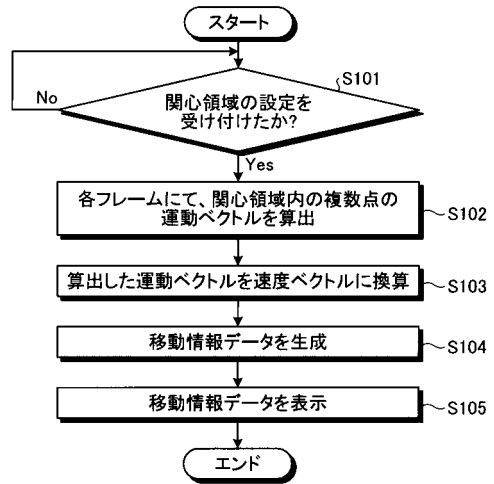 スタート
S101
関心領域の設定を
受け付けたか?
No
Yes
各フレームにて、関心領域内の複数点の
運動ベクトルを算出
S102
算出した運動ベクトルを速度ベクトルに換算
S103
移動情報データを生成
S104
移動情報データを表示
S105
エンド